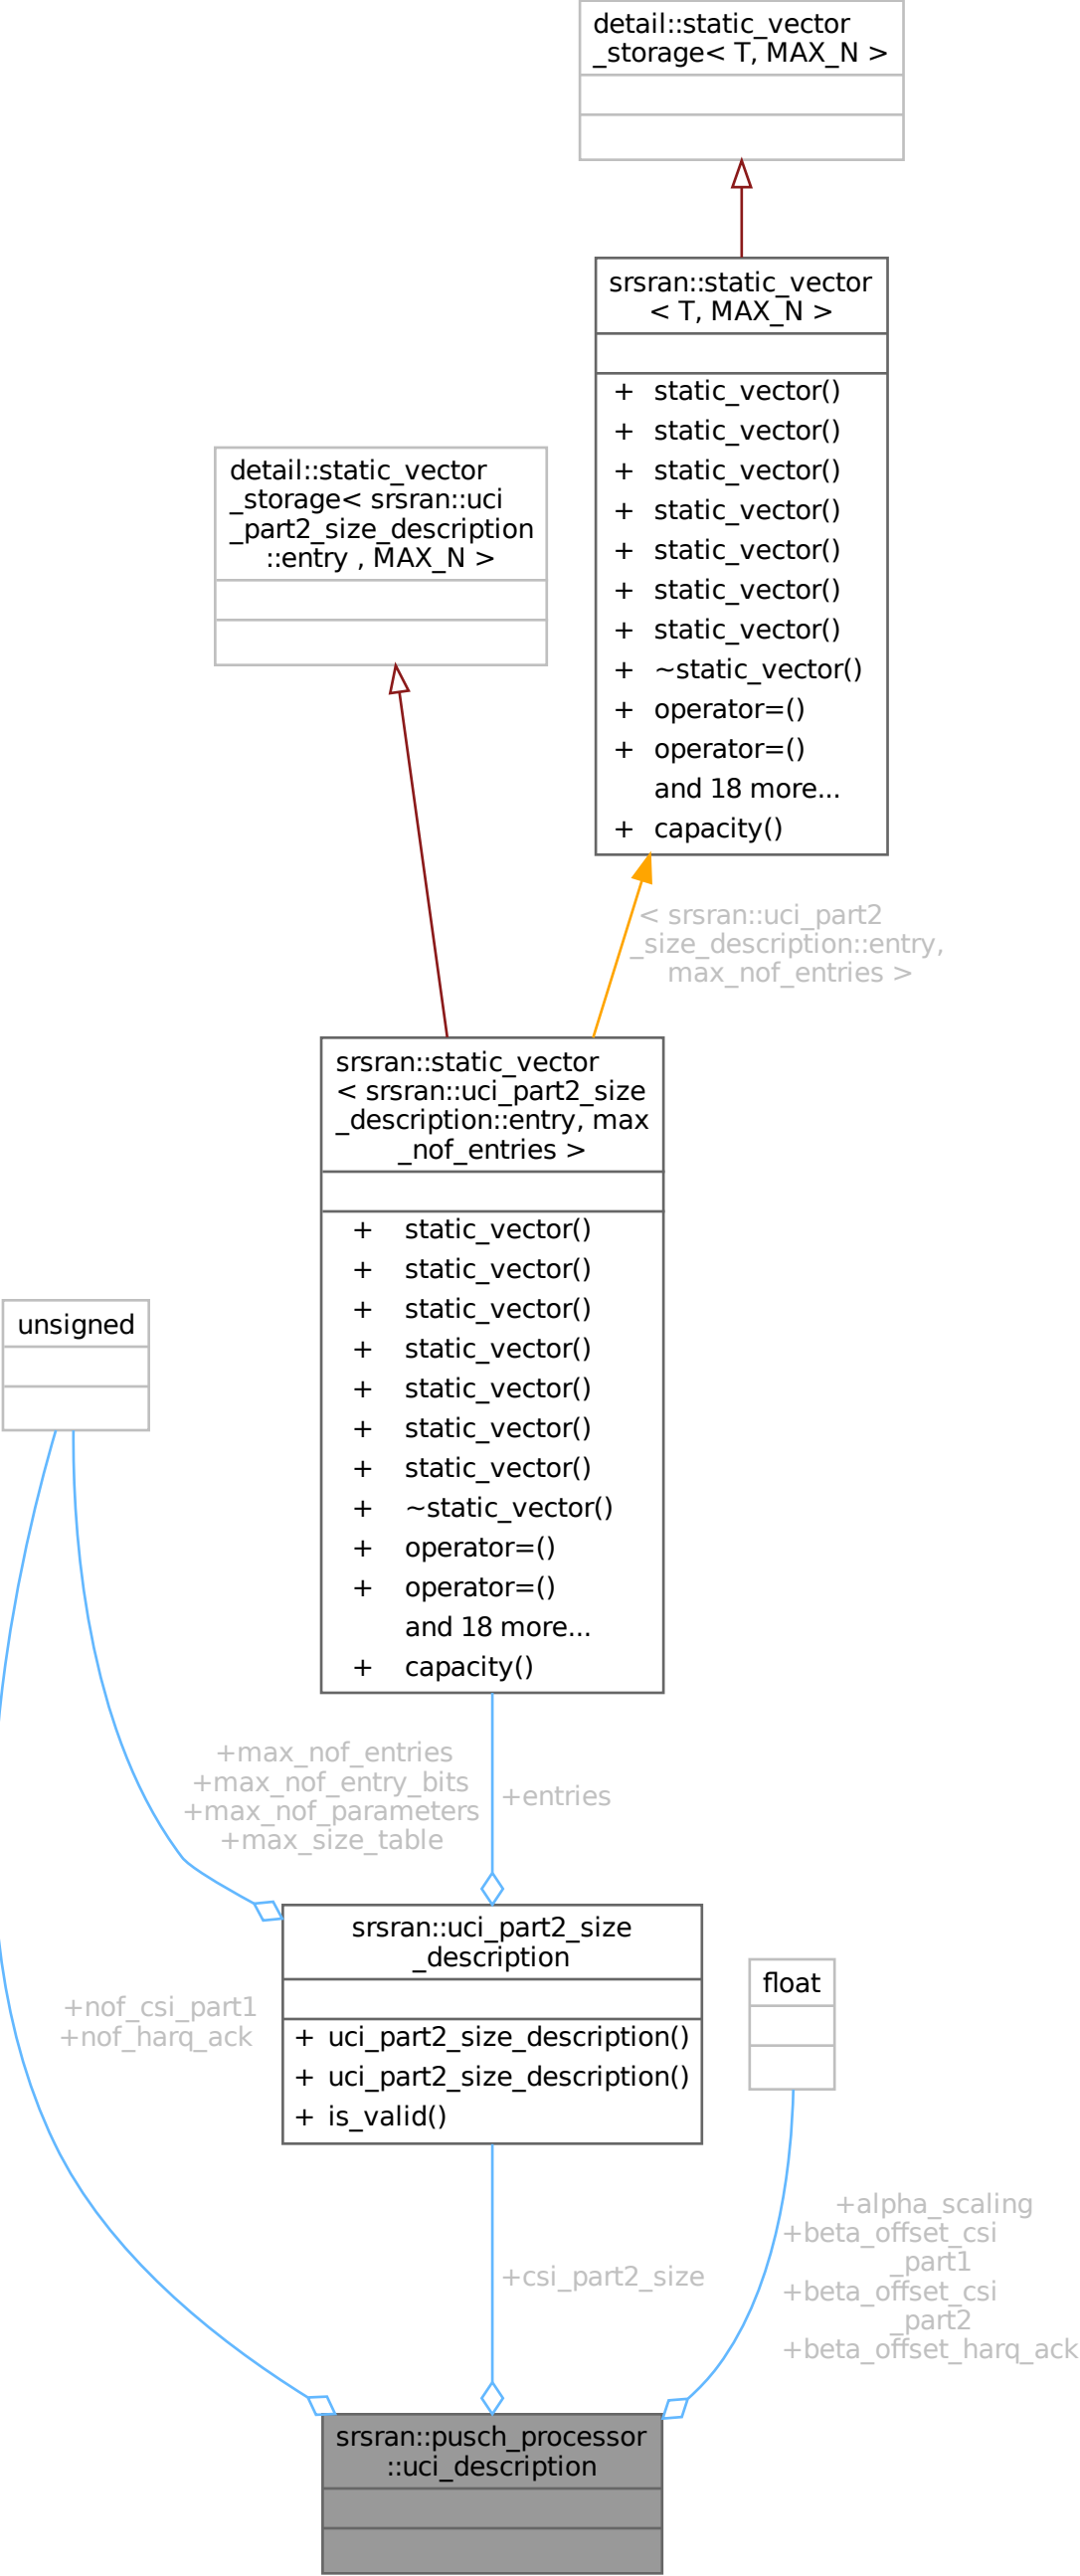 detail::static_vector
_storage< T, MAX_N >
srsran::static_vector
< T, MAX_N >
+ static_vector()
+ static_vector()
+ static_vector()
+ static_vector()
+ static_vector()
+ static_vector()
+ static_vector()
+ ~static_vector()
+ operator=()
+ operator=()
and 18 more...
+ capacity()
detail::static_vector
_storage< srsran::uci
_part2_size_description
::entry , MAX_N >
< srsran::uci_part2
_size_description::entry,
max_nof_entries >
srsran::static_vector
< srsran::uci_part2_size
_description::entry, max
_nof_entries >
+ static_vector()
+ static_vector()
+ static_vector()
+ static_vector()
+ static_vector()
+ static_vector()
+ static_vector()
+ ~static_vector()
+ operator=()
+ operator=()
and 18 more...
+ capacity()
unsigned
+max_nof_entries
+max_nof_entry_bits
+max_nof_parameters
+max_size_table
+entries
srsran::uci_part2_size
_description
+ uci_part2_size_description()
+ uci_part2_size_description()
+ is_valid()
float
+nof_csi_part1
+nof_harq_ack
+csi_part2_size
+alpha_scaling
+beta_offset_csi
_part1
+beta_offset_csi
_part2
+beta_offset_harq_ack
srsran::pusch_processor
::uci_description